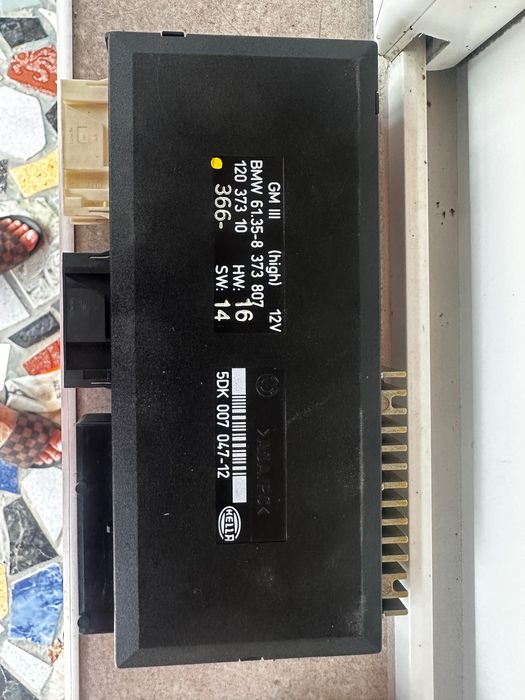 GM III (high) 12V
BMW 61.35-8 373 807
120 373 10 HW: 16
366- SW: 14
5DK 007 047-12
HELLA